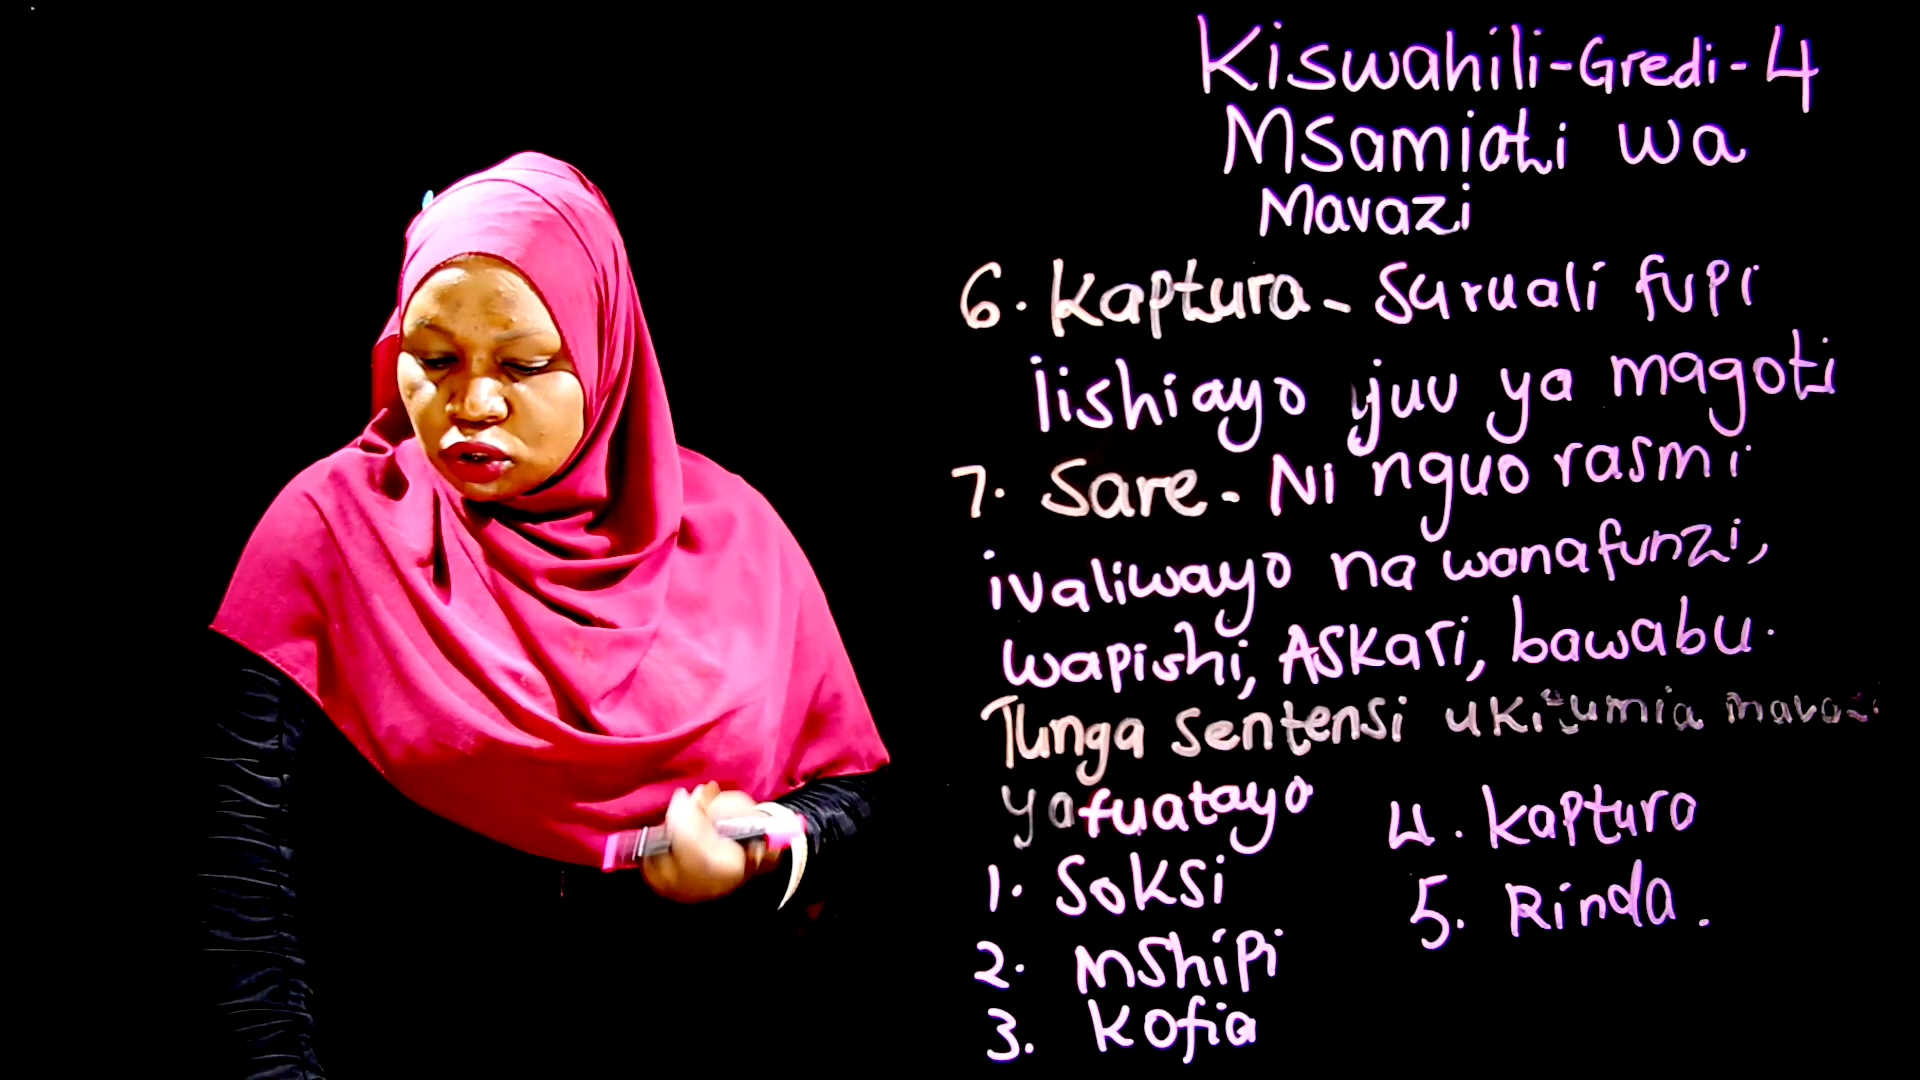 Kiswahili-Gredi-4
Msamiati wa
Mavazi
6. Kaptura - Suruali fupi
iishiayo juu ya magoti
7. Sare - Ni nguo rasmi
ivaliwayo na wanafunzi,
wapishi, Askari, bawabu.
Tunga sentensi ukitumia mavazi
yafuatayo
1. Soksi
2. Mshipi
3. Kofia
4. Kaptura
5. Rinda.